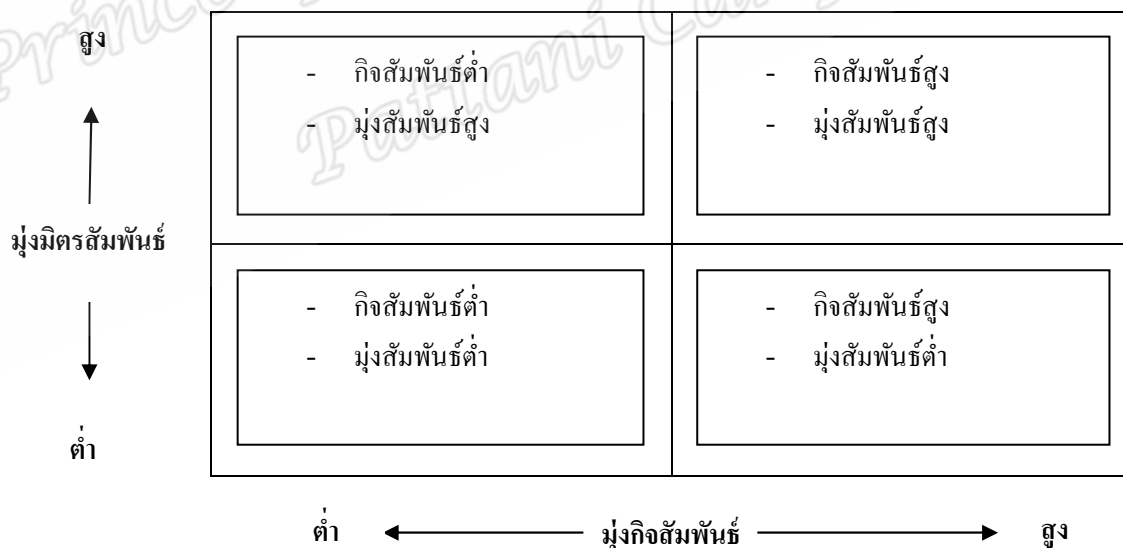 Prince
Pattani Cam
สูง
- กิจสัมพันธ์ต่ำ
- มุ่งสัมพันธ์สูง
- กิจสัมพันธ์สูง
- มุ่งสัมพันธ์สูง
มุ่งมิตรสัมพันธ์
- กิจสัมพันธ์ต่ำ
- มุ่งสัมพันธ์ต่ำ
- กิจสัมพันธ์สูง
- มุ่งสัมพันธ์ต่ำ
ต่ำ
ต่ำ มุ่งกิจสัมพันธ์ สูง